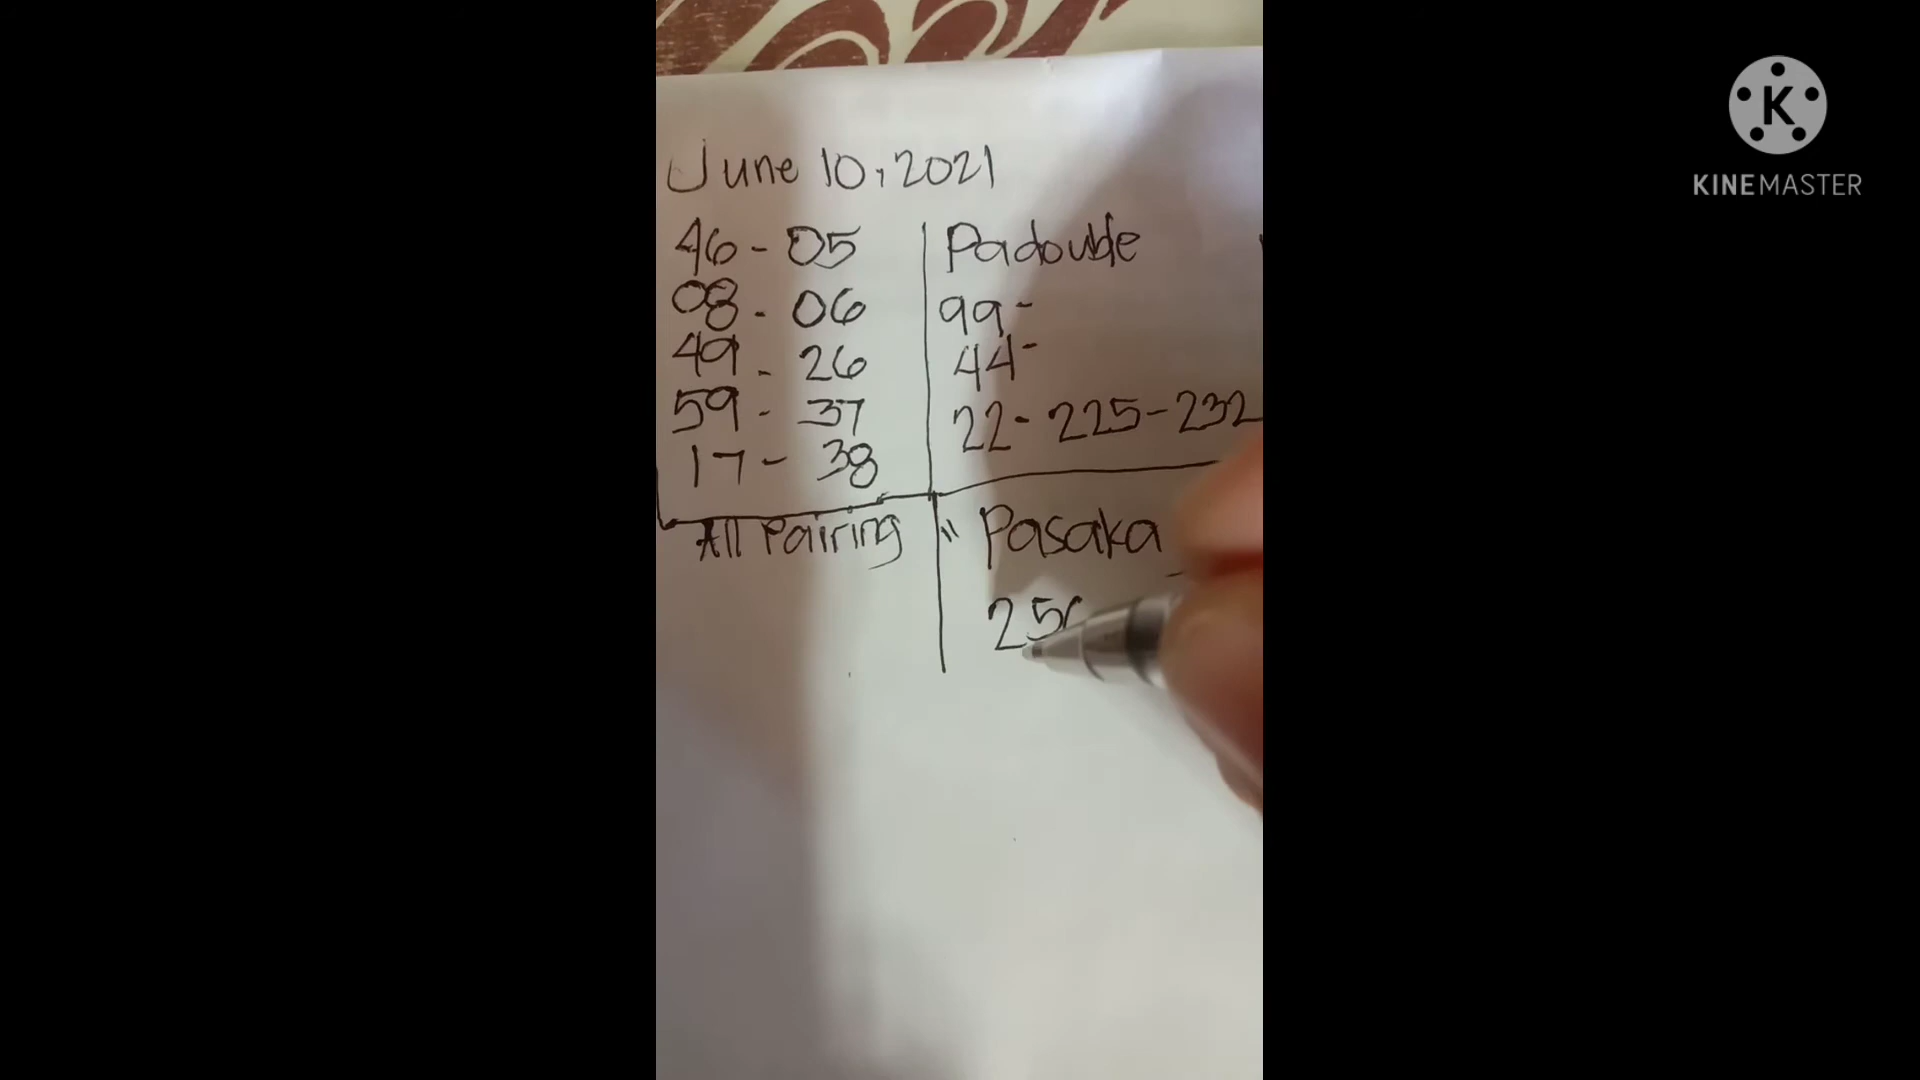 June 10, 2021
46 - 05
08 - 06
49 - 26
59 - 37
17 - 38
All Pairing
Padouble
99 -
44 -
22 - 225 - 232
" Pasaka
25
KINEMASTER